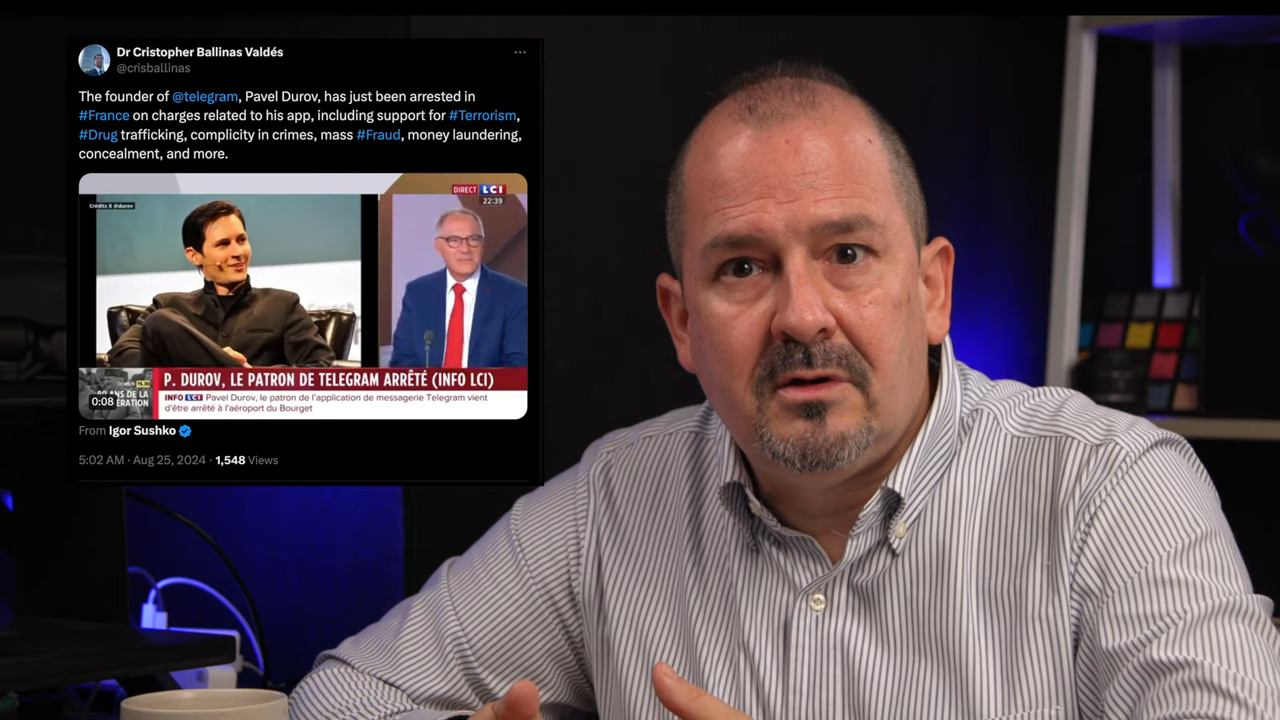 Dr Cristopher Ballinas Valdés
@crisballinas
The founder of @telegram, Pavel Durov, has just been arrested in
#France on charges related to his app, including support for #Terrorism,
#Drug trafficking, complicity in crimes, mass #Fraud, money laundering,
concealment, and more.
Crédits X @durov
DIRECT LCI
22:39
P. DUROV, LE PATRON DE TELEGRAM ARRÊTÉ (INFO LCI)
INFO LCI Pavel Durov, le patron de l'application de messagerie Telegram vient
d'être arrêté à l'aéroport du Bourget
0:08
From Igor Sushko
5:02 AM · Aug 25, 2024 · 1,548 Views